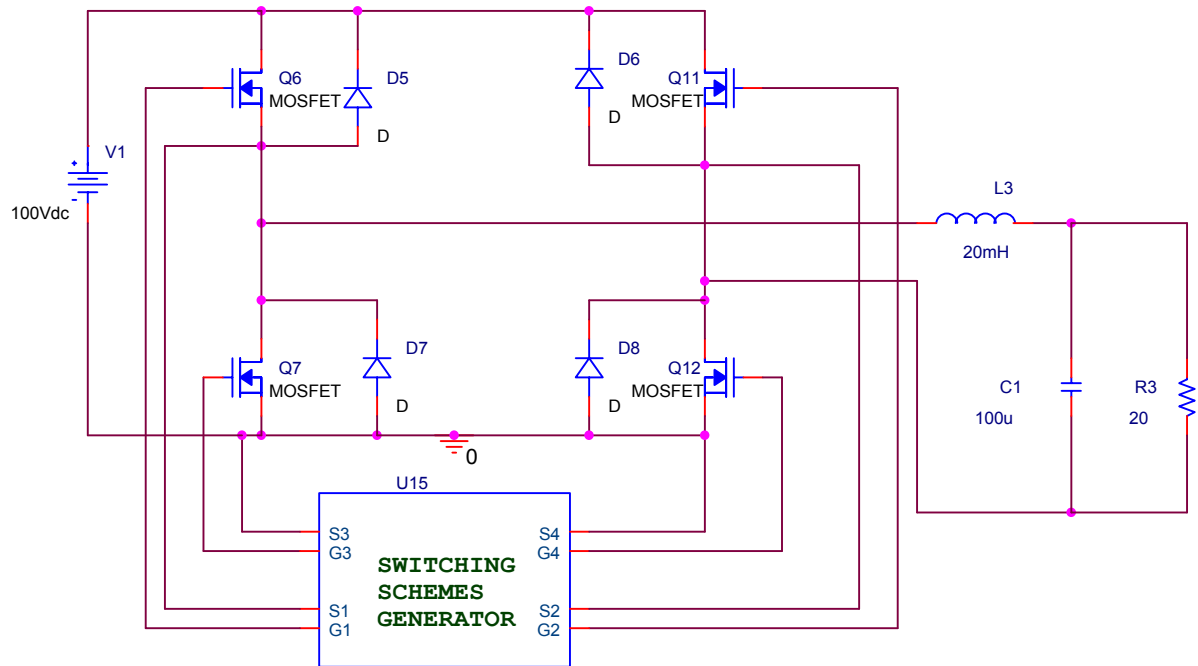 Q6
MOSFET
D5
D
D6
D
Q11
MOSFET
V1
+
-
100Vdc
L3
20mH
Q7
MOSFET
D7
D
D8
D
Q12
MOSFET
C1
100u
R3
20
0
U15
S3
G3
S1
G1
SWITCHING
SCHEMES
GENERATOR
S4
G4
S2
G2